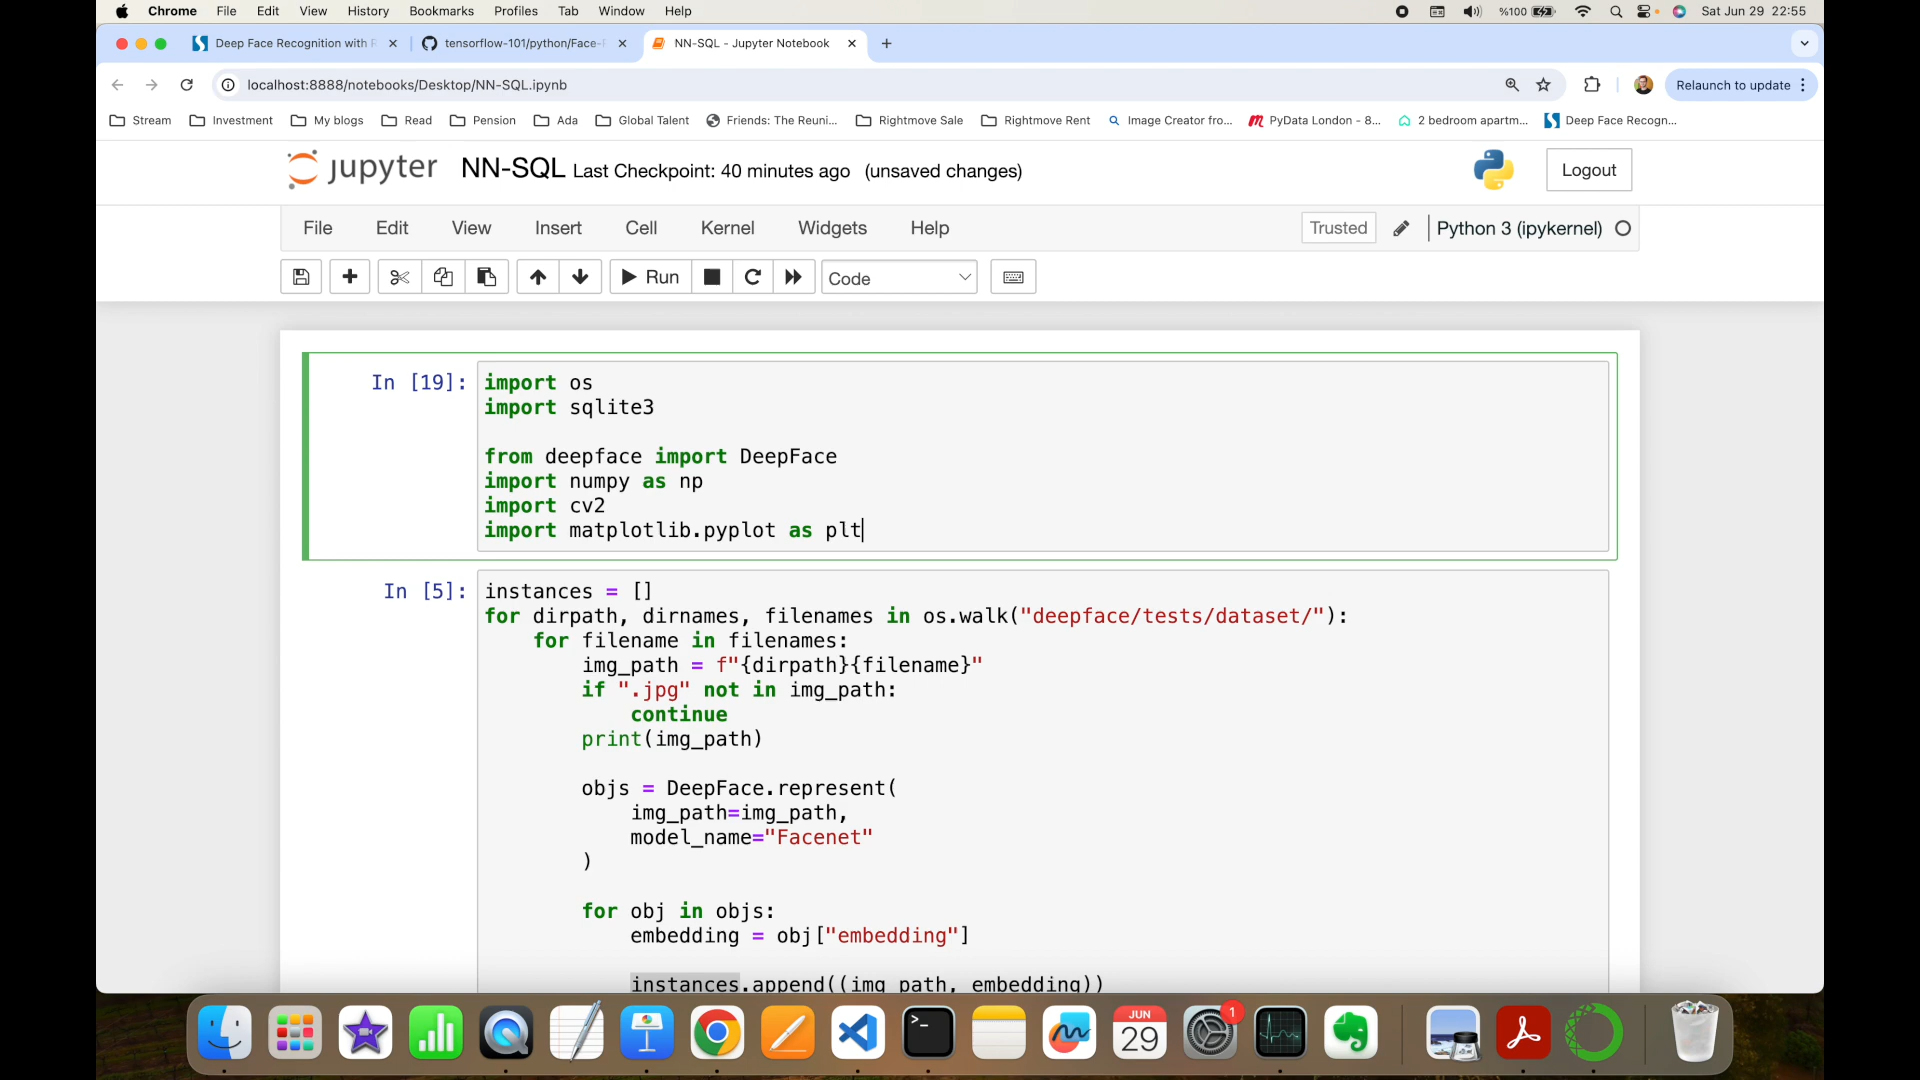 Chrome File Edit View History Bookmarks Profiles Tab Window Help %100 Sat Jun 29 22:55
Deep Face Recognition with tensorflow-101/python/Face- NN-SQL - Jupyter Notebook
localhost:8888/notebooks/Desktop/NN-SQL.ipynb Relaunch to update
Stream Investment My blogs Read Pension Ada Global Talent Friends: The Reuni... Rightmove Sale Rightmove Rent Image Creator fro... PyData London - 8... 2 bedroom apartm... Deep Face Recogn...
jupyter NN-SQL Last Checkpoint: 40 minutes ago (unsaved changes) Logout
File Edit View Insert Cell Kernel Widgets Help Trusted Python 3 (ipykernel)
Run Code
In [19]: import os
import sqlite3
from deepface import DeepFace
import numpy as np
import cv2
import matplotlib.pyplot as plt
In [5]: instances = []
for dirpath, dirnames, filenames in os.walk("deepface/tests/dataset/"):
for filename in filenames:
img_path = f"{dirpath}{filename}"
if ".jpg" not in img_path:
continue
print(img_path)
objs = DeepFace.represent(
img_path=img_path,
model_name="Facenet"
)
for obj in objs:
embedding = obj["embedding"]
instances.append((img_path, embedding))
JUN
29
1